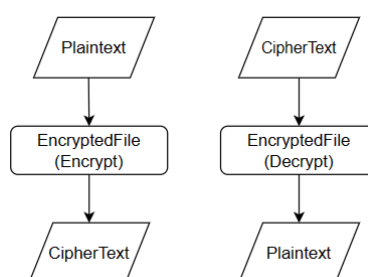 Plaintext
EncryptedFile
(Encrypt)
CipherText
CipherText
EncryptedFile
(Decrypt)
Plaintext